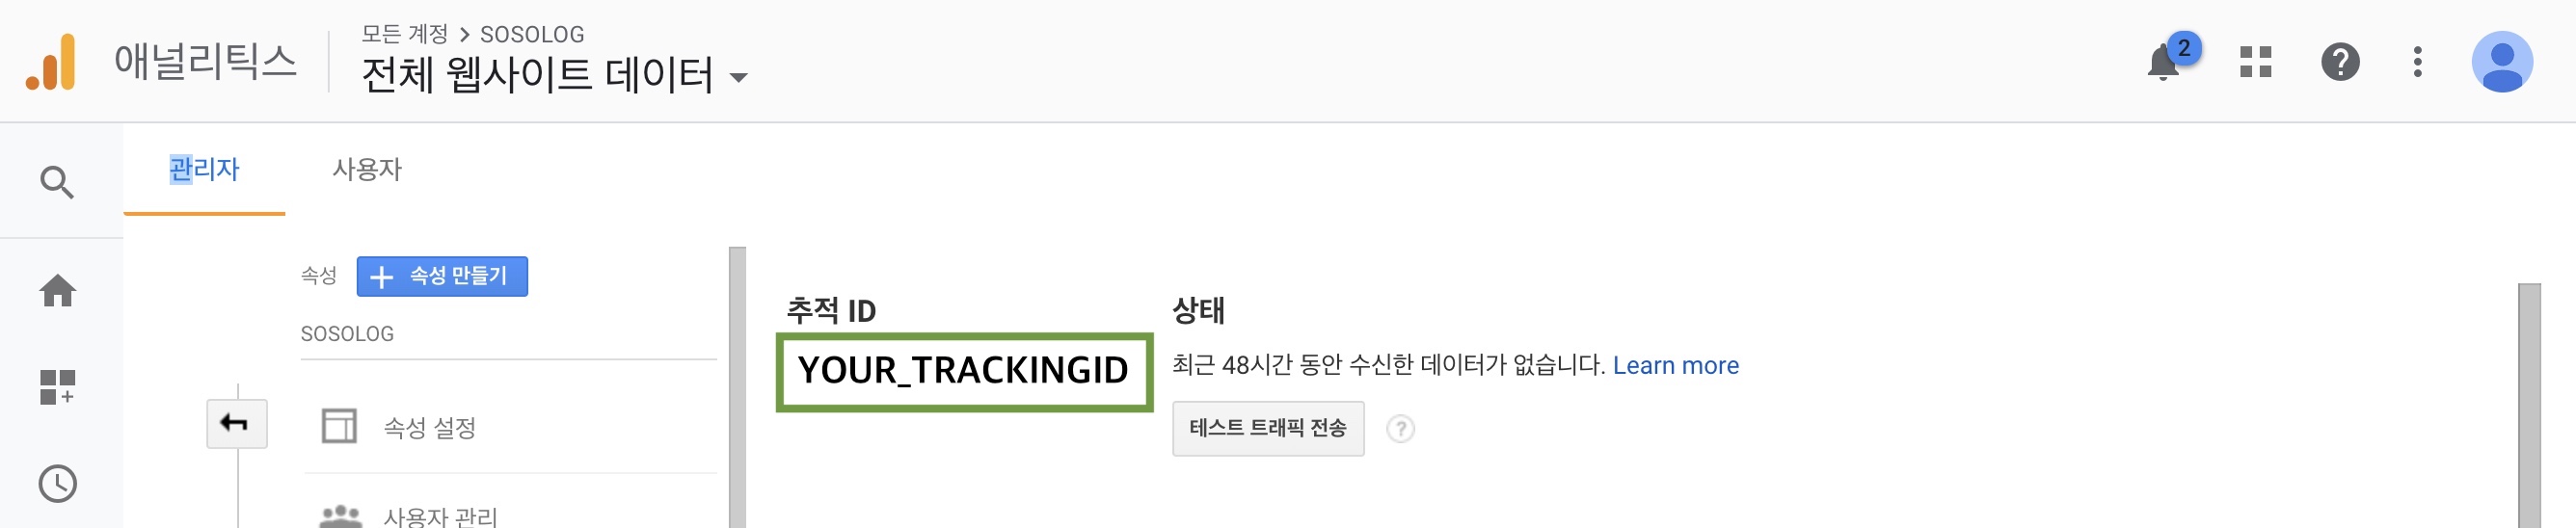 애널리틱스
모든 계정 > SOSOLOG
전체 웹사이트 데이터
2
관리자
사용자
속성
+ 속성 만들기
SOSOLOG
속성 설정
사용자 관리
추적 ID
YOUR_TRACKINGID
상태
최근 48시간 동안 수신한 데이터가 없습니다. Learn more
테스트 트래픽 전송
?